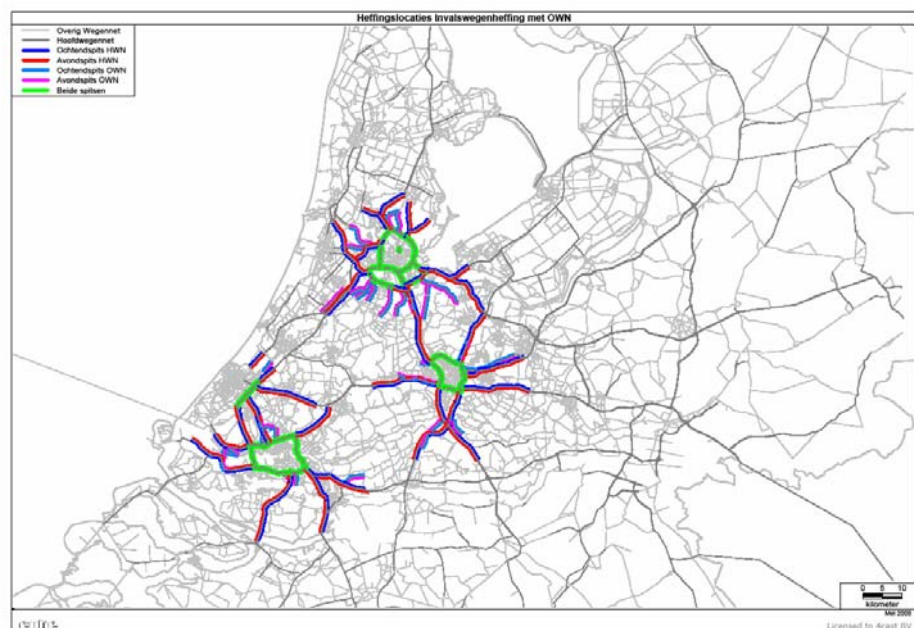 Heffingslocaties Invalswegenheffing met OWN
Overig Wegennet
Hoofdwegennet
Ochtendspits HWN
Avondspits HWN
Ochtendspits OWN
Avondspits OWN
Beide spitsen
0 5 10
kilometer
Mei 2009
cube
Licensed to 4cast BV